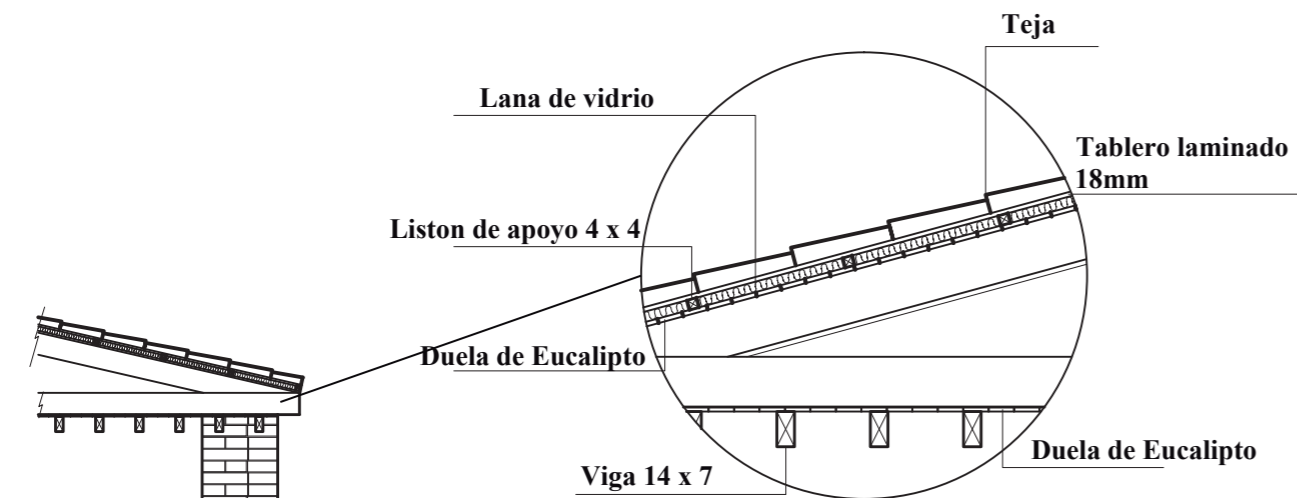 Teja
Lana de vidrio
Tablero laminado
18mm
Liston de apoyo 4 x 4
Duela de Eucalipto
Duela de Eucalipto
Viga 14 x 7